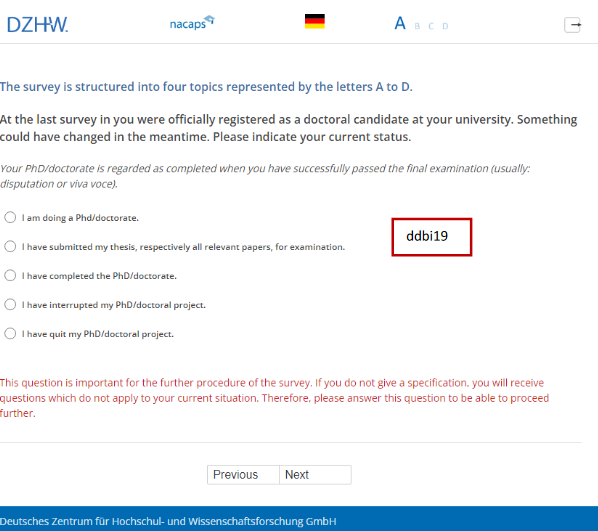 DZHW.
nacaps
A B C D
The survey is structured into four topics represented by the letters A to D.
At the last survey in you were officially registered as a doctoral candidate at your university. Something
could have changed in the meantime. Please indicate your current status.
Your PhD/doctorate is regarded as completed when you have successfully passed the final examination (usually:
disputation or viva voce).
I am doing a Phd/doctorate.
ddbi19
I have submitted my thesis, respectively all relevant papers, for examination.
I have completed the PhD/doctorate.
I have interrupted my PhD/doctoral project.
I have quit my PhD/doctoral project.
This question is important for the further procedure of the survey. If you do not give a specification, you will receive
questions which do not apply to your current situation. Therefore, please answer this question to be able to proceed
further.
Previous Next
Deutsches Zentrum für Hochschul- und Wissenschaftsforschung GmbH